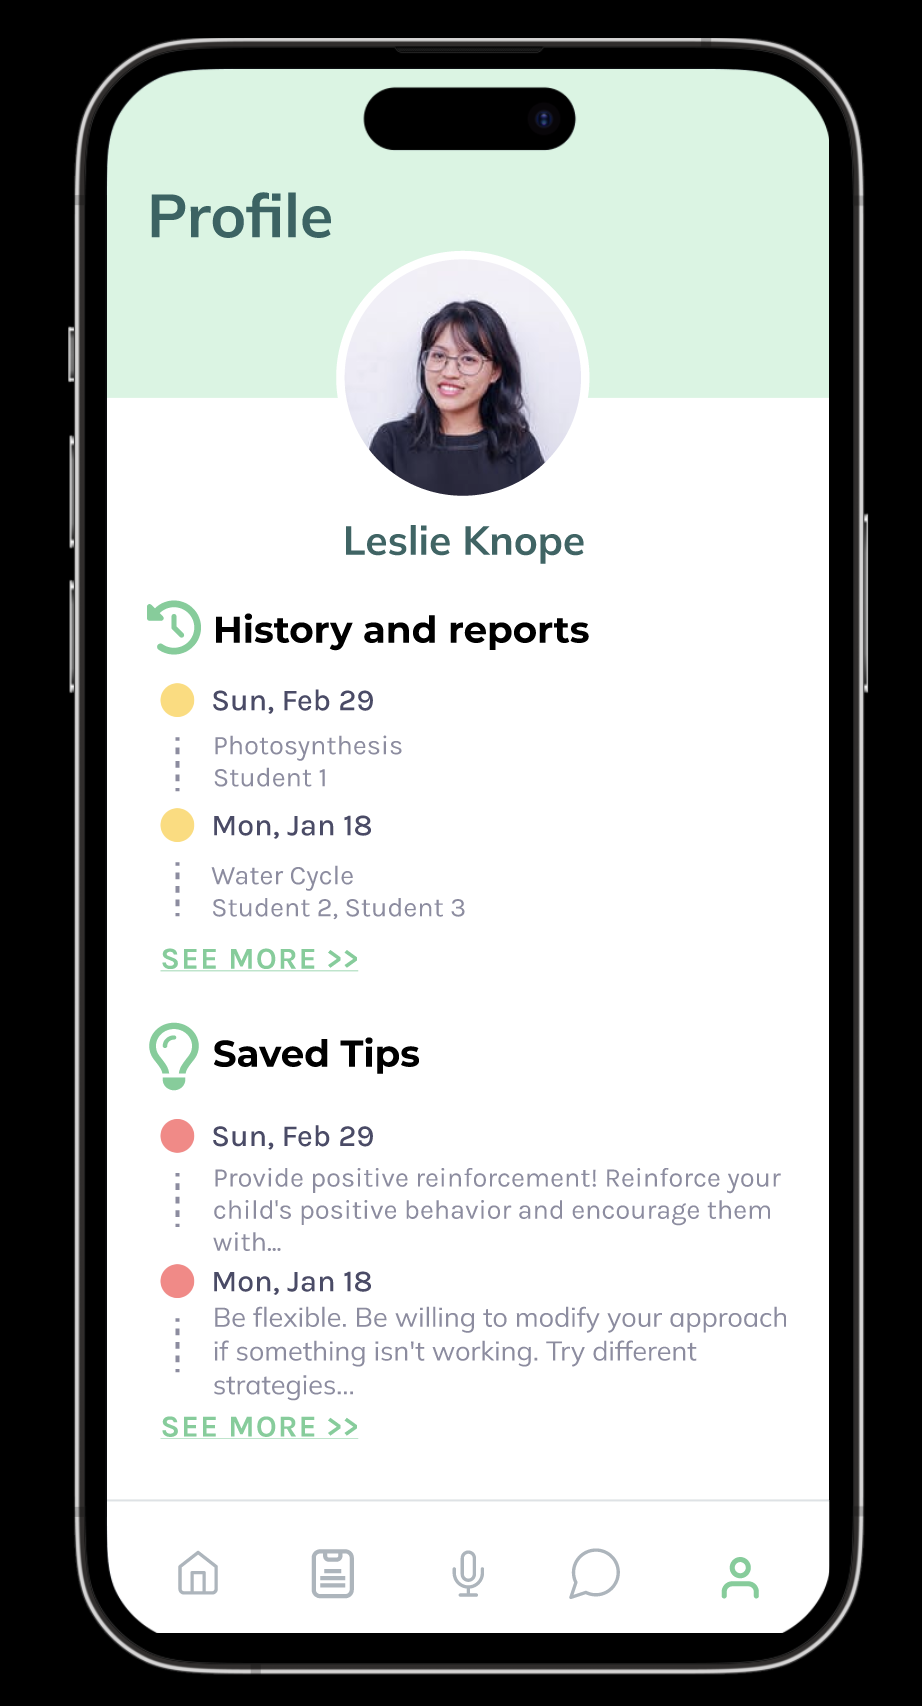 Profile
Leslie Knope
History and reports
Sun, Feb 29
Photosynthesis
Student 1
Mon, Jan 18
Water Cycle
Student 2, Student 3
SEE MORE >>
Saved Tips
Sun, Feb 29
Provide positive reinforcement! Reinforce your
child's positive behavior and encourage them
with...
Mon, Jan 18
Be flexible. Be willing to modify your approach
if something isn't working. Try different
strategies...
SEE MORE >>